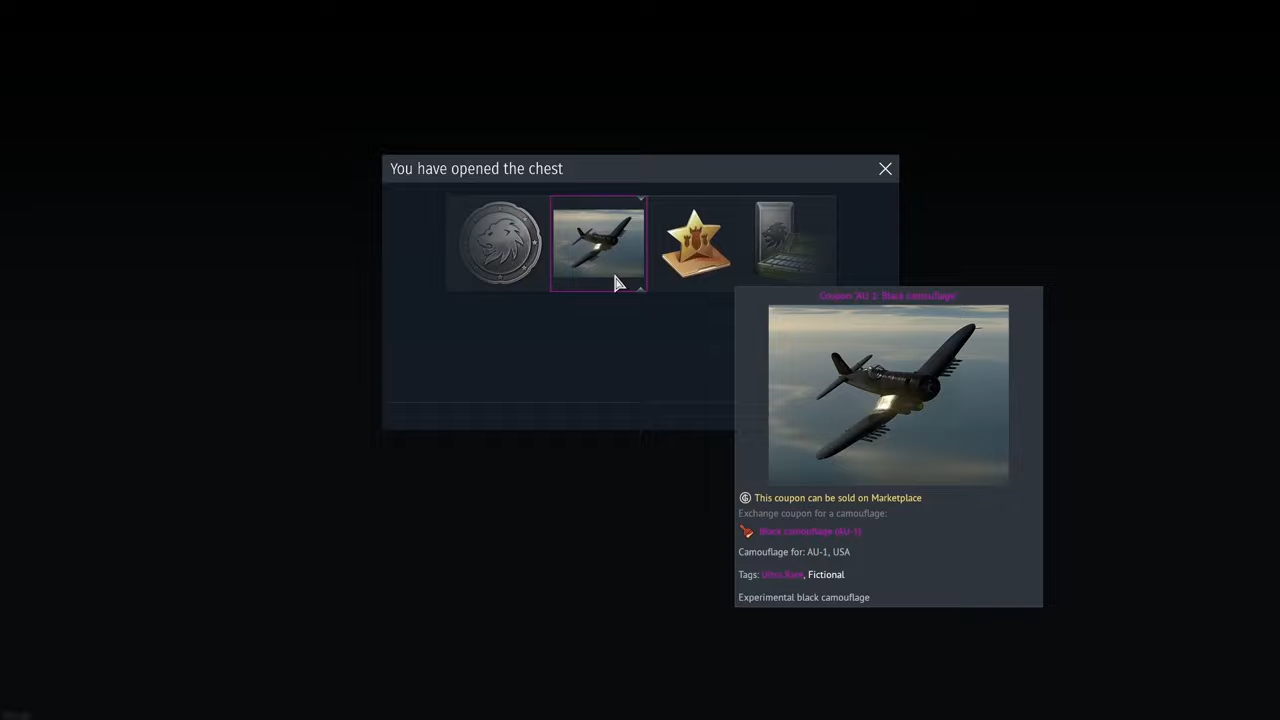 You have opened the chest
Coupon 'AU-1: Black camouflage'
This coupon can be sold on Marketplace
Exchange coupon for a camouflage:
Black camouflage (AU-1)
Camouflage for: AU-1, USA
Tags: Ultra Rare, Fictional
Experimental black camouflage